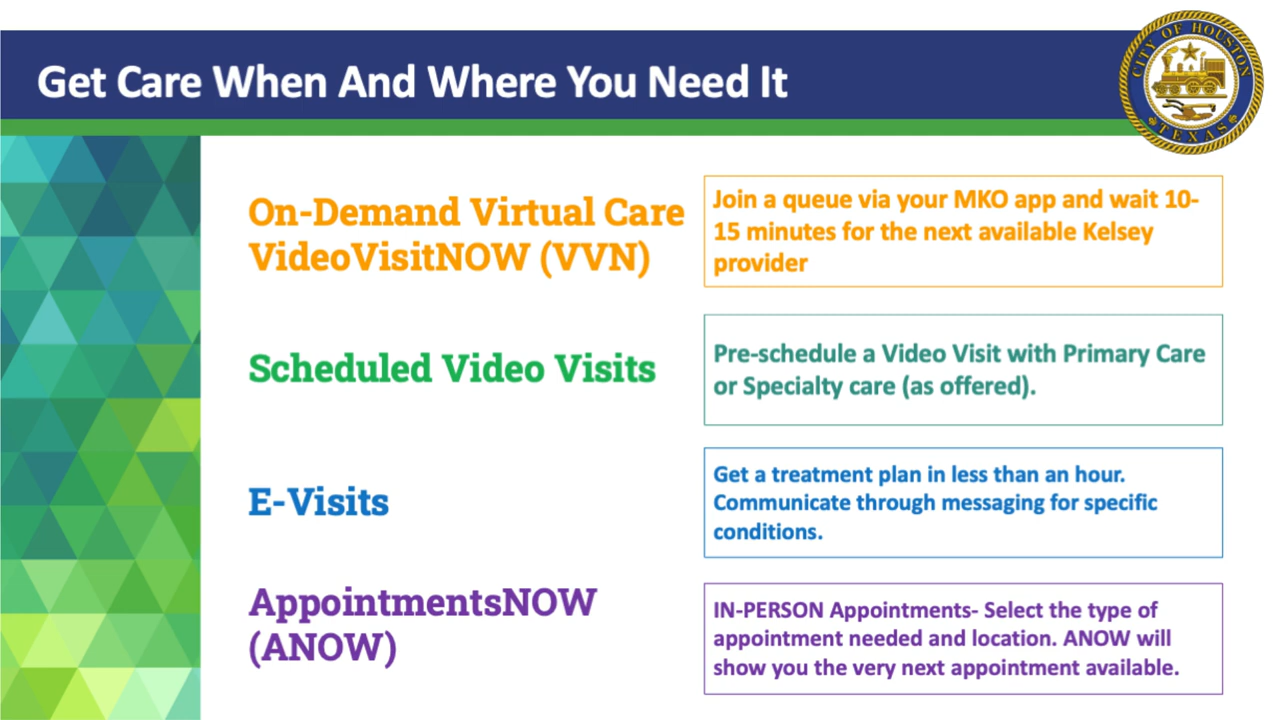 Get Care When And Where You Need It
CITY OF HOUSTON
TEXAS
On-Demand Virtual Care
VideoVisitNOW (VVN)
Join a queue via your MKO app and wait 10-
15 minutes for the next available Kelsey
provider
Scheduled Video Visits
Pre-schedule a Video Visit with Primary Care
or Specialty care (as offered).
E-Visits
Get a treatment plan in less than an hour.
Communicate through messaging for specific
conditions.
AppointmentsNOW
(ANOW)
IN-PERSON Appointments- Select the type of
appointment needed and location. ANOW will
show you the very next appointment available.